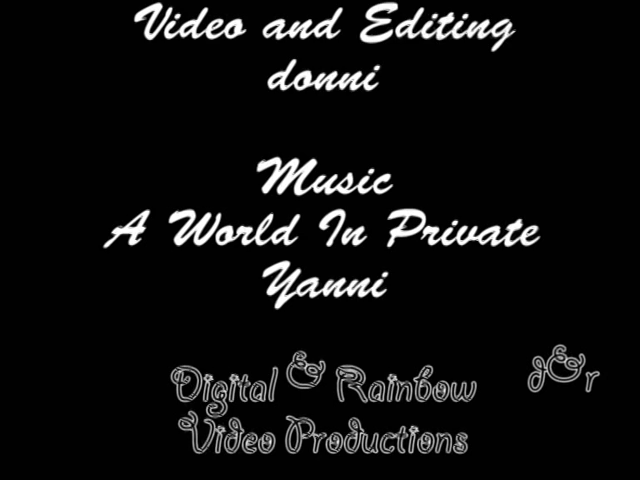 Video and Editing
donni
Music
A World In Private
Yanni
Digital & Rainbow
Video Productions
d&r